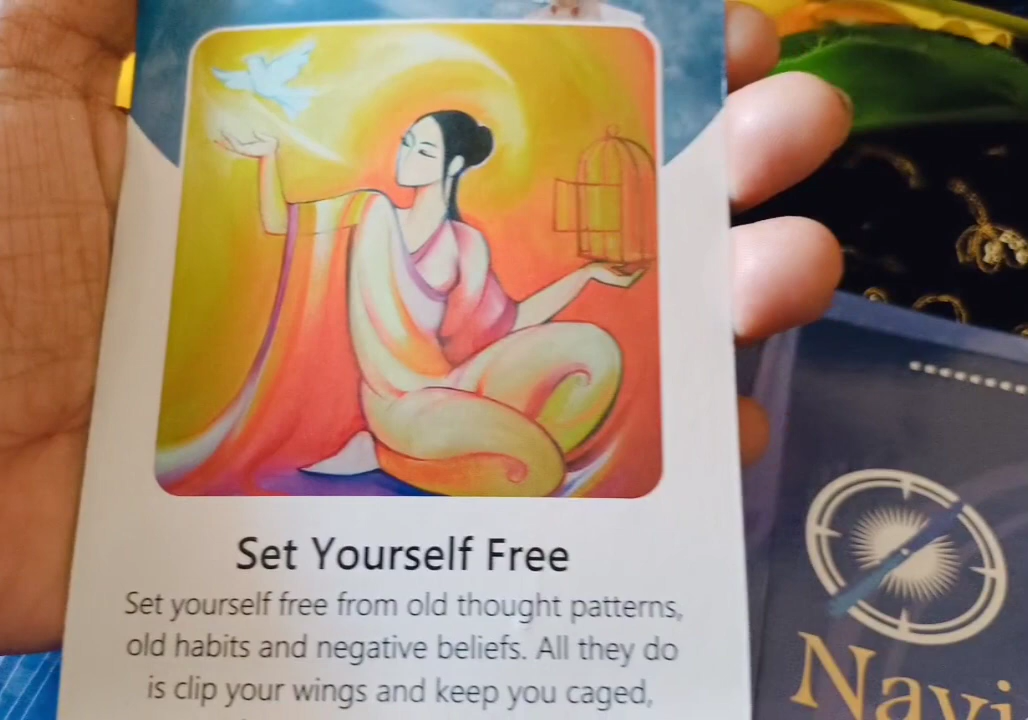 Set Yourself Free
Set yourself free from old thought patterns,
old habits and negative beliefs. All they do
is clip your wings and keep you caged,
Navi